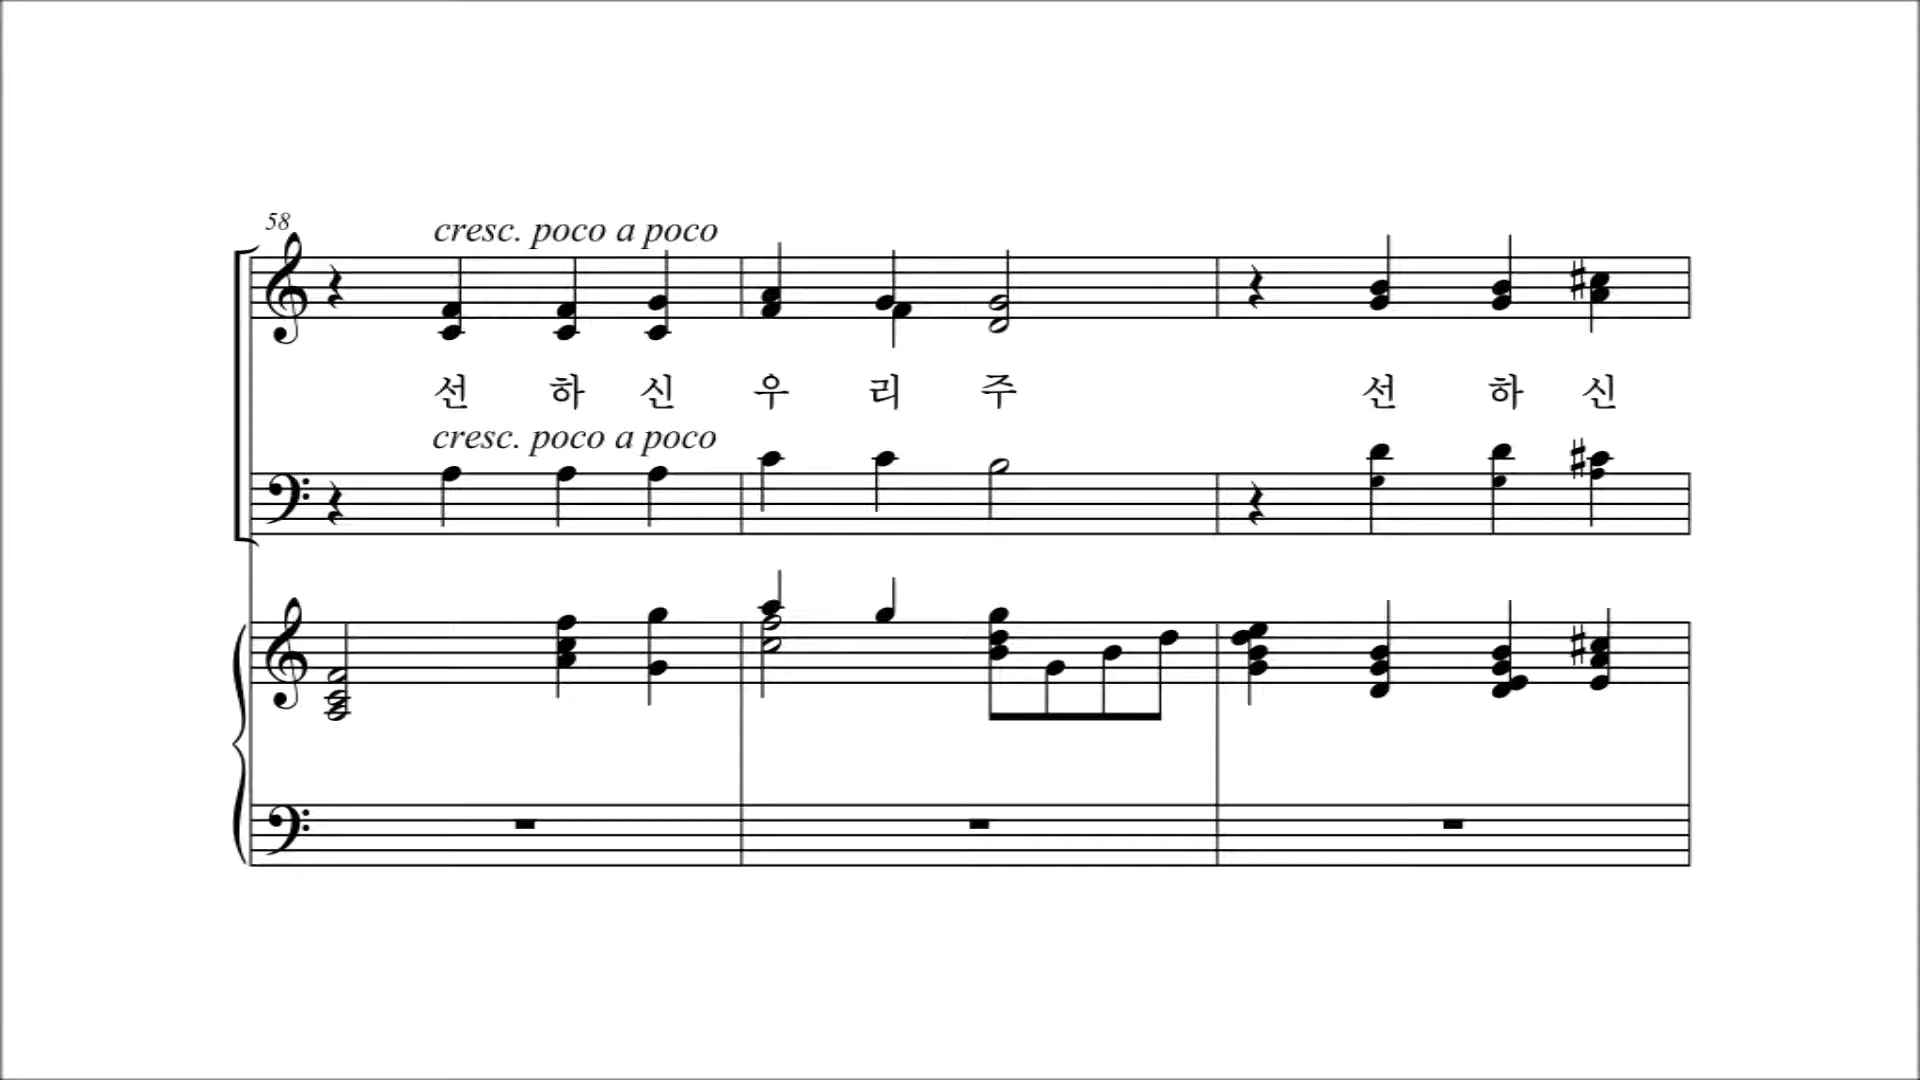 58
cresc. poco a poco
선 하 신 우 리 주 선 하 신
cresc. poco a poco